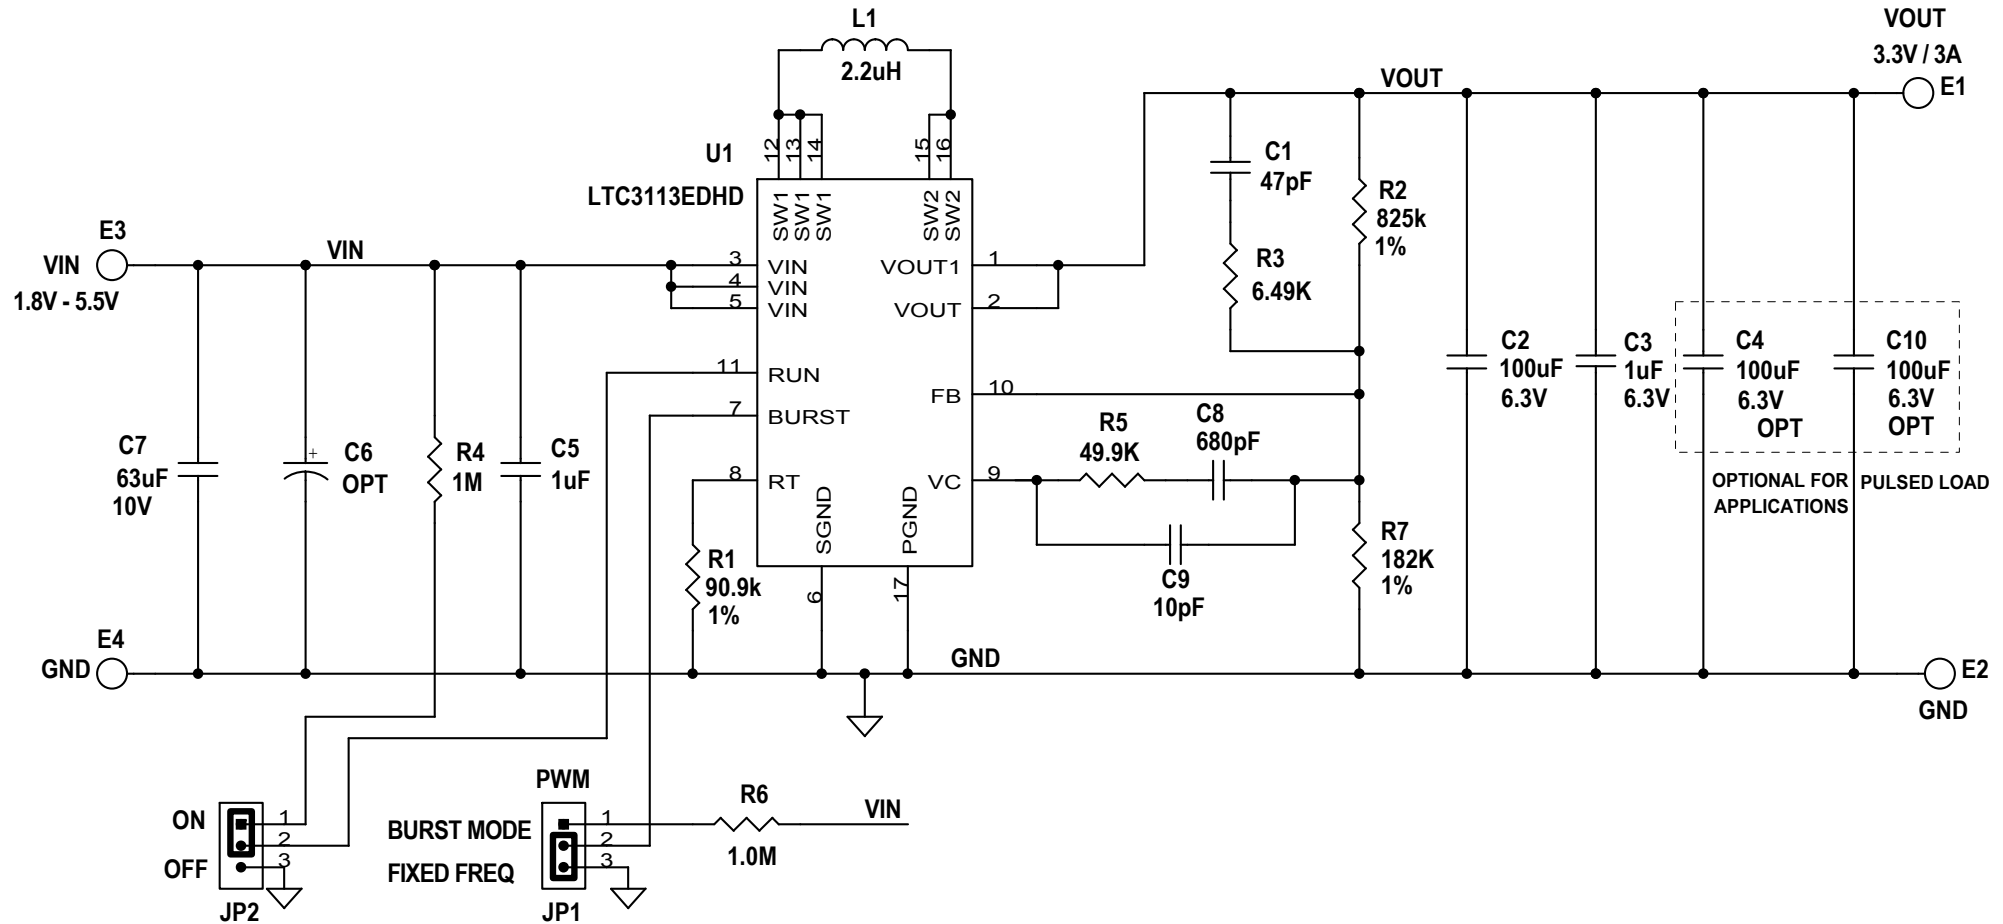 L1
2.2uH
VOUT
3.3V / 3A
E1
VOUT
U1
LTC3113EDHD
12
13
14
15
16
SW1
SW1
SW1
SW2
SW2
C1
47pF
R2
825k
1%
R3
6.49K
E3
VIN
1.8V - 5.5V
VIN
3
4
5
VIN
VIN
VIN
VOUT1
1
VOUT
2
11
RUN
7
BURST
8
RT
FB
10
VC
9
SGND
PGND
6
17
C7
63uF
10V
+
C6
OPT
R4
1M
C5
1uF
R1
90.9k
1%
R5
49.9K
C8
680pF
C9
10pF
R7
182K
1%
C2
100uF
6.3V
C3
1uF
6.3V
C4
100uF
6.3V
OPT
C10
100uF
6.3V
OPT
OPTIONAL FOR PULSED LOAD
APPLICATIONS
E4
GND
GND
E2
GND
ON
OFF
1
2
3
JP2
PWM
BURST MODE
FIXED FREQ
1
2
3
JP1
R6
1.0M
VIN